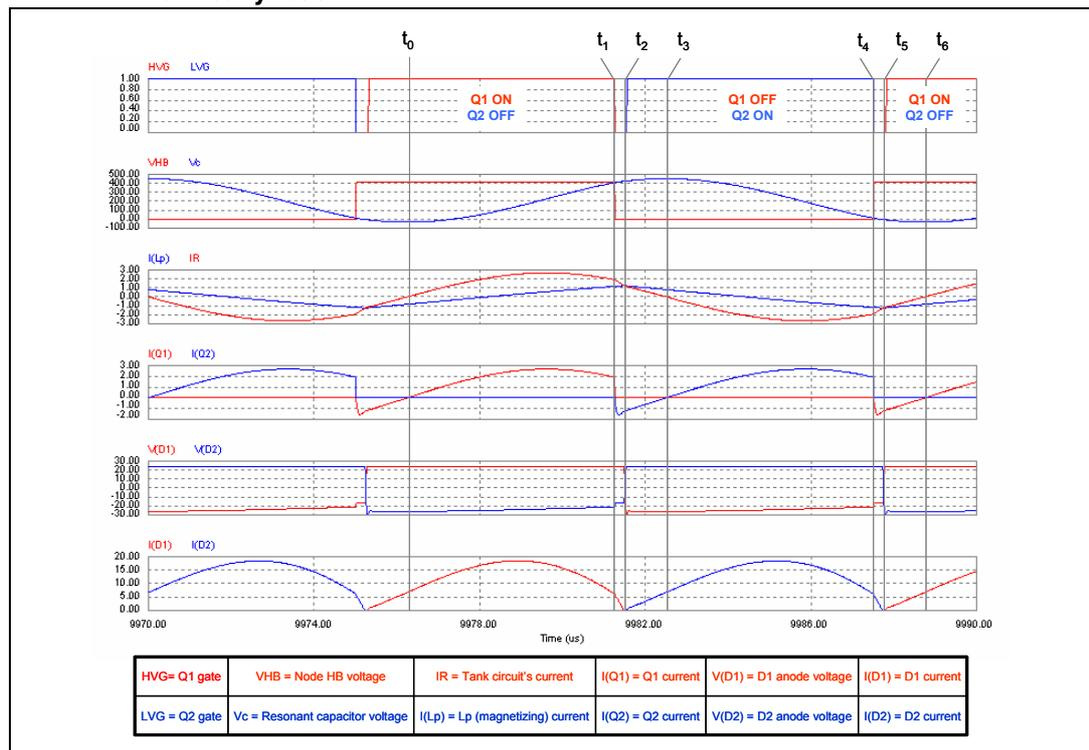 t0 t1 t2 t3 t4 t5 t6
HVG LVG
1.00
0.80
0.60
0.40
0.20
0.00
Q1 ON
Q2 OFF
Q1 OFF
Q2 ON
Q1 ON
Q2 OFF
VHB Vc
500.00
400.00
300.00
200.00
100.00
0.00
-100.00
I(Lp) IR
3.00
2.00
1.00
0.00
-1.00
-2.00
-3.00
I(Q1) I(Q2)
3.00
2.00
1.00
0.00
-1.00
-2.00
V(D1) V(D2)
30.00
20.00
10.00
0.00
-10.00
-20.00
-30.00
I(D1) I(D2)
20.00
15.00
10.00
5.00
0.00
9970.00 9974.00 9978.00 9982.00 9986.00 9990.00
Time (us)
HVG= Q1 gate VHB = Node HB voltage IR = Tank circuit's current I(Q1) = Q1 current V(D1) = D1 anode voltage I(D1) = D1 current
LVG = Q2 gate Vc = Resonant capacitor voltage I(Lp) = Lp (magnetizing) current I(Q2) = Q2 current V(D2) = D2 anode voltage I(D2) = D2 current